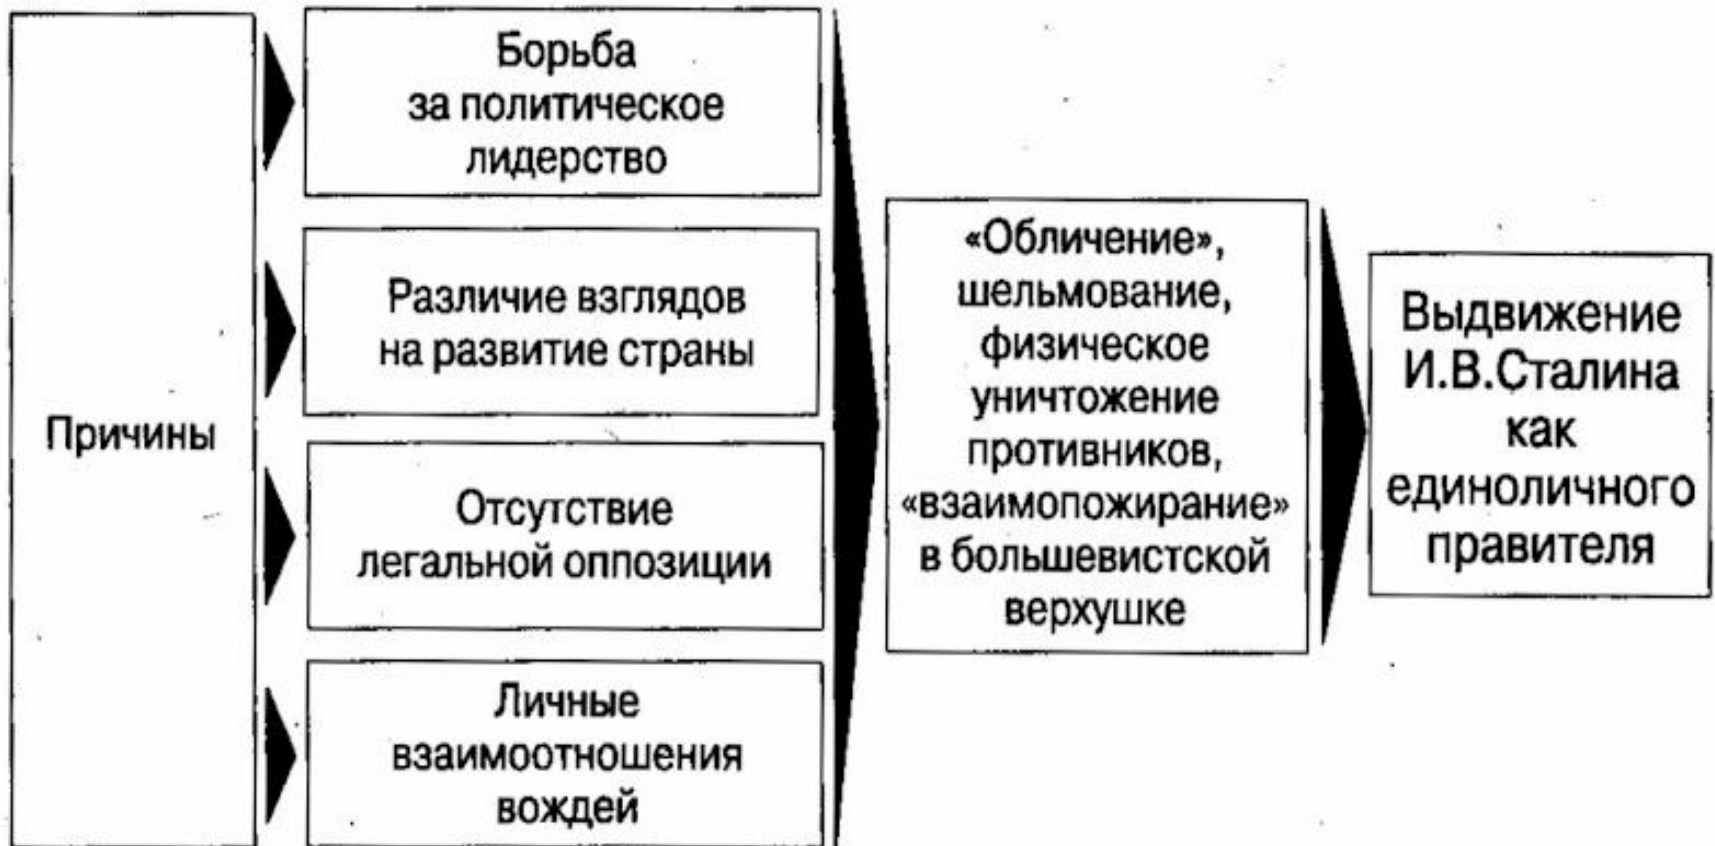 Причины
Борьба
за политическое
лидерство
Различие взглядов
на развитие страны
Отсутствие
легальной оппозиции
Личные
взаимоотношения
вождей
«Обличение»,
шельмование,
физическое
уничтожение
противников,
«взаимопожирание»
в большевистской
верхушке
Выдвижение
И.В.Сталина
как
единоличного
правителя